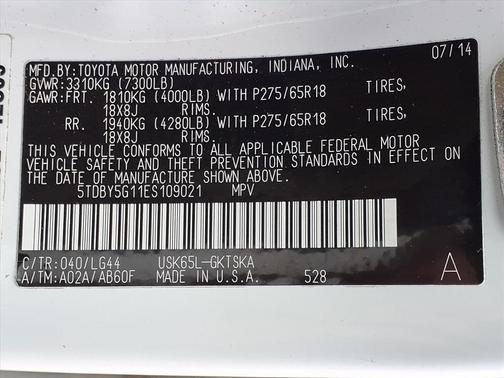 07/14
MFD.BY:TOYOTA MOTOR MANUFACTURING, INDIANA, INC.
GVWR:3310KG (7300LB)
GAWR:FRT. 1810KG (4000LB) WITH P275/65R18 TIRES,
18X8J RIMS,
RR. 1940KG (4280LB) WITH P275/65R18 TIRES,
18X8J RIMS,
THIS VEHICLE CONFORMS TO ALL APPLICABLE FEDERAL MOTOR
VEHICLE SAFETY AND THEFT PREVENTION STANDARDS IN EFFECT
ON THE DATE OF MANUFACTURE SHOWN ABOVE.
5TDBY5G11ES109021 MPV
C/TR:040/LG44 USK65L-GKTSKA
A/TM:A02A/AB60F MADE IN U.S.A. 528 A